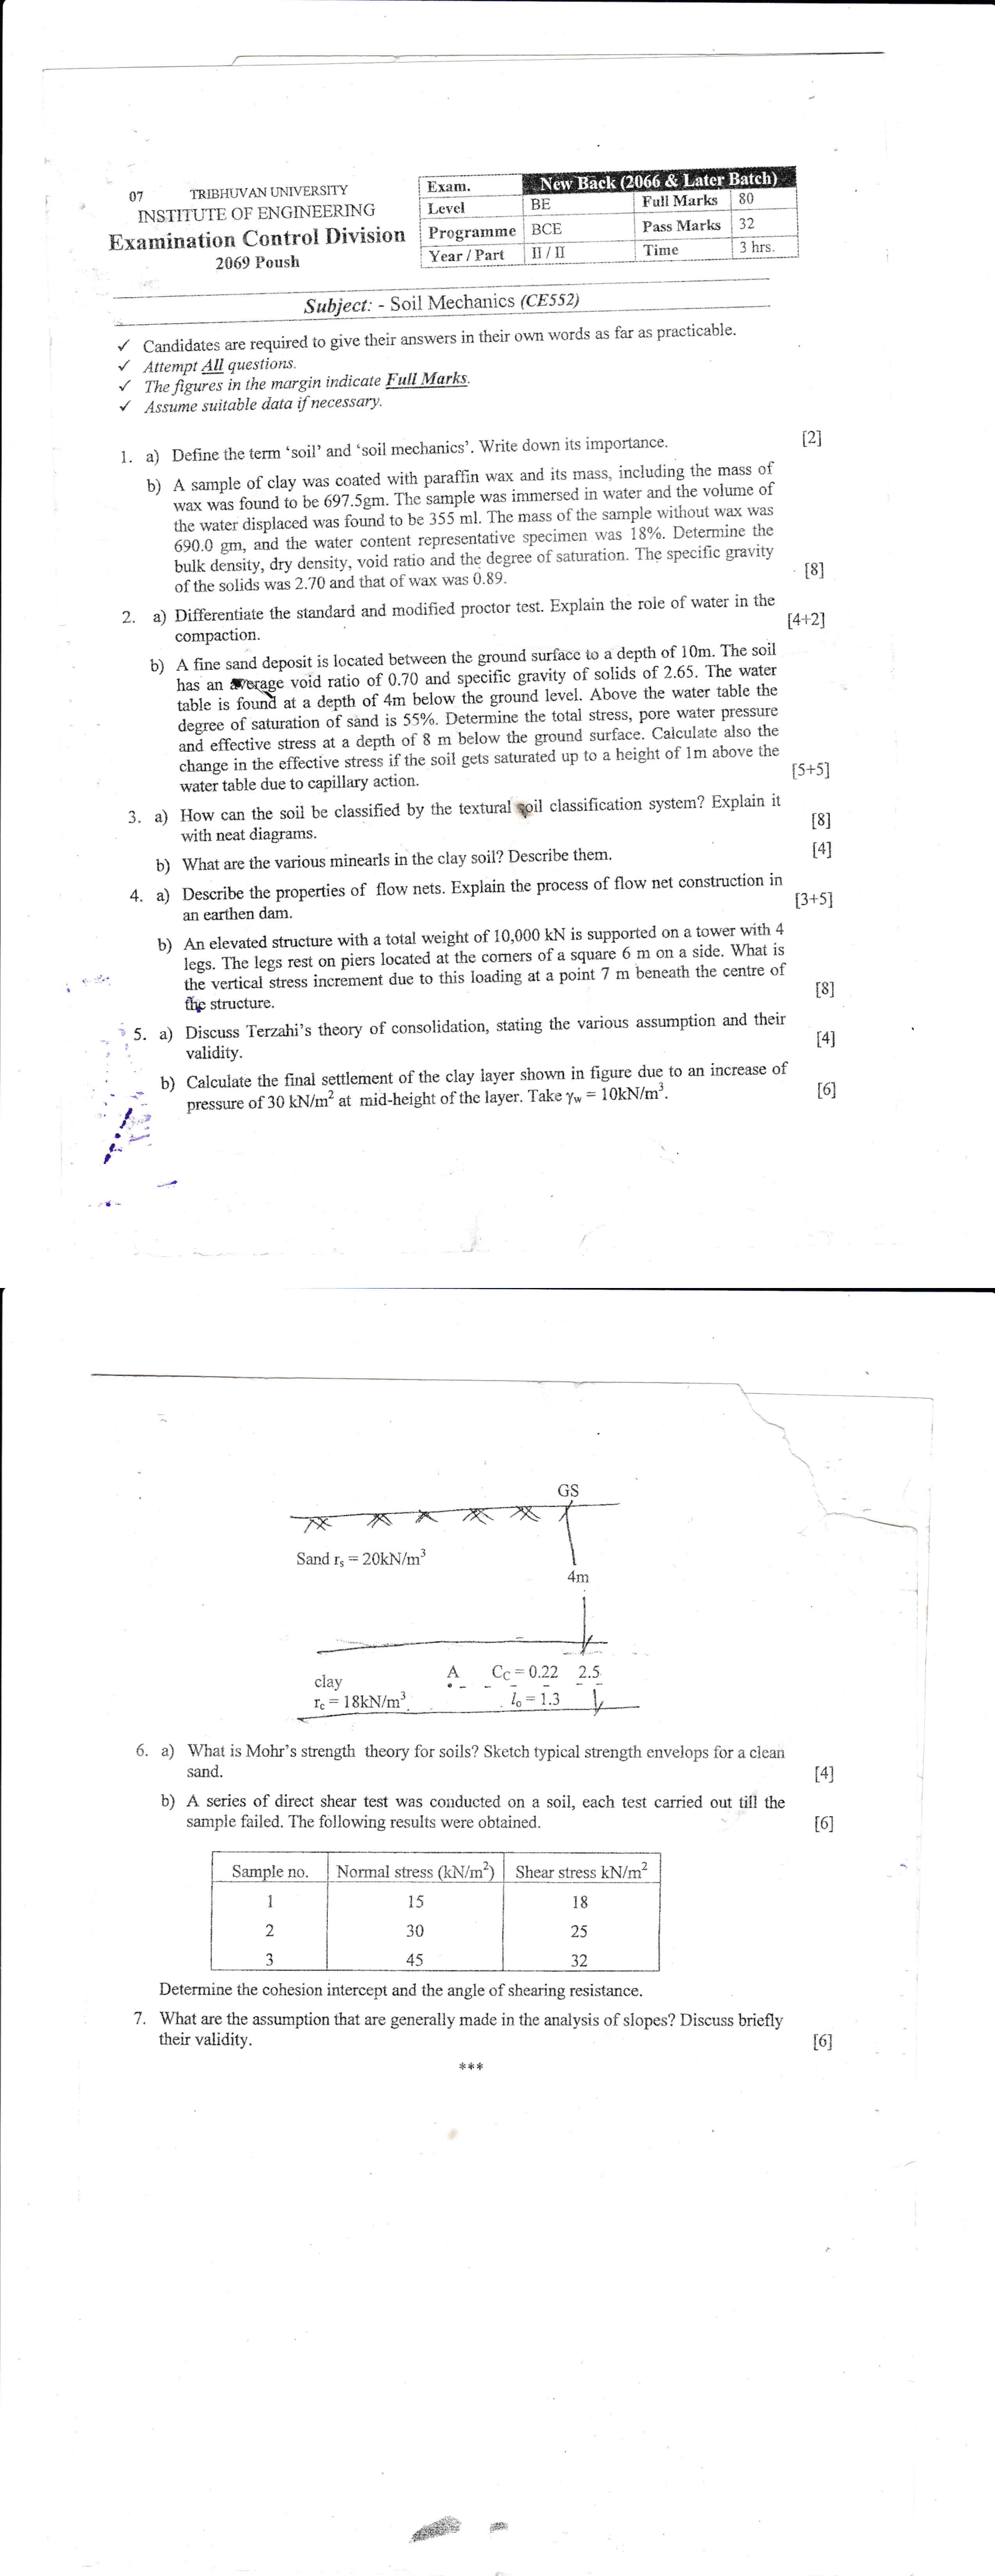 07 TRIBHUVAN UNIVERSITY
INSTITUTE OF ENGINEERING
Examination Control Division
2069 Poush
Exam. New Back (2066 & Later Batch)
Level BE Full Marks 80
Programme BCE Pass Marks 32
Year / Part II / II Time 3 hrs.
Subject: - Soil Mechanics (CE552)
✓ Candidates are required to give their answers in their own words as far as practicable.
✓ Attempt All questions.
✓ The figures in the margin indicate Full Marks.
✓ Assume suitable data if necessary.
1. a) Define the term ‘soil’ and ‘soil mechanics’. Write down its importance. [2]
b) A sample of clay was coated with paraffin wax and its mass, including the mass of
wax was found to be 697.5gm. The sample was immersed in water and the volume of
the water displaced was found to be 355 ml. The mass of the sample without wax was
690.0 gm, and the water content representative specimen was 18%. Determine the
bulk density, dry density, void ratio and the degree of saturation. The specific gravity
of the solids was 2.70 and that of wax was 0.89. [8]
2. a) Differentiate the standard and modified proctor test. Explain the role of water in the
compaction. [4+2]
b) A fine sand deposit is located between the ground surface to a depth of 10m. The soil
has an average void ratio of 0.70 and specific gravity of solids of 2.65. The water
table is found at a depth of 4m below the ground level. Above the water table the
degree of saturation of sand is 55%. Determine the total stress, pore water pressure
and effective stress at a depth of 8 m below the ground surface. Calculate also the
change in the effective stress if the soil gets saturated up to a height of 1m above the
water table due to capillary action. [5+5]
3. a) How can the soil be classified by the textural soil classification system? Explain it
with neat diagrams. [8]
b) What are the various minearls in the clay soil? Describe them. [4]
4. a) Describe the properties of flow nets. Explain the process of flow net construction in
an earthen dam. [3+5]
b) An elevated structure with a total weight of 10,000 kN is supported on a tower with 4
legs. The legs rest on piers located at the corners of a square 6 m on a side. What is
the vertical stress increment due to this loading at a point 7 m beneath the centre of
the structure. [8]
5. a) Discuss Terzahi’s theory of consolidation, stating the various assumption and their
validity. [4]
b) Calculate the final settlement of the clay layer shown in figure due to an increase of
pressure of 30 kN/m² at mid-height of the layer. Take γw = 10kN/m³. [6]
GS
Sand rs = 20kN/m³
4m
A CC = 0.22 2.5
clay
rc = 18kN/m³ lo = 1.3
6. a) What is Mohr’s strength theory for soils? Sketch typical strength envelops for a clean
sand. [4]
b) A series of direct shear test was conducted on a soil, each test carried out till the
sample failed. The following results were obtained. [6]
Sample no. Normal stress (kN/m²) Shear stress kN/m²
1 15 18
2 30 25
3 45 32
Determine the cohesion intercept and the angle of shearing resistance.
7. What are the assumption that are generally made in the analysis of slopes? Discuss briefly
their validity. [6]
***